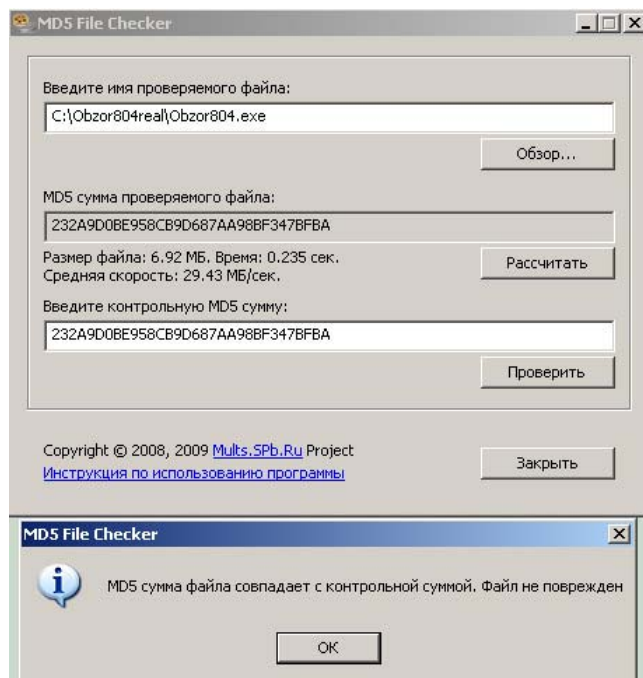 MD5 File Checker
Введите имя проверяемого файла:
C:\Obzor804real\Obzor804.exe
Обзор...
MD5 сумма проверяемого файла:
232A9D0BE958CB9D687AA98BF347BFBA
Размер файла: 6.92 МБ. Время: 0.235 сек.
Средняя скорость: 29.43 МБ/сек.
Рассчитать
Введите контрольную MD5 сумму:
232A9D0BE958CB9D687AA98BF347BFBA
Проверить
Copyright © 2008, 2009 Mults.SPb.Ru Project
Инструкция по использованию программы
Закрыть
MD5 File Checker
MD5 сумма файла совпадает с контрольной суммой. Файл не поврежден
ОК